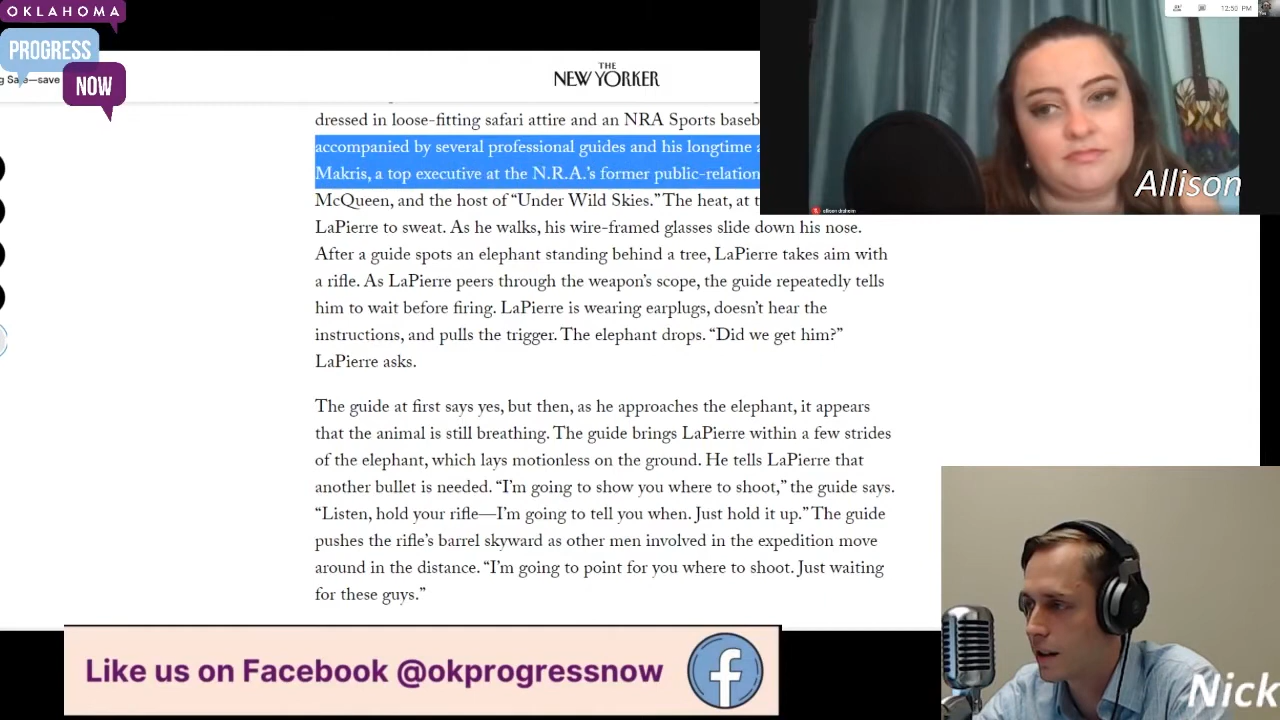 OKLAHOMA
PROGRESS
NOW
g Sale—save
THE
NEW YORKER
12:50 PM
dressed in loose-fitting safari attire and an NRA Sports baseb
accompanied by several professional guides and his longtime a
Makris, a top executive at the N.R.A.’s former public-relation
McQueen, and the host of “Under Wild Skies.” The heat, at t
LaPierre to sweat. As he walks, his wire-framed glasses slide down his nose.
After a guide spots an elephant standing behind a tree, LaPierre takes aim with
a rifle. As LaPierre peers through the weapon’s scope, the guide repeatedly tells
him to wait before firing. LaPierre is wearing earplugs, doesn’t hear the
instructions, and pulls the trigger. The elephant drops. “Did we get him?”
LaPierre asks.
The guide at first says yes, but then, as he approaches the elephant, it appears
that the animal is still breathing. The guide brings LaPierre within a few strides
of the elephant, which lays motionless on the ground. He tells LaPierre that
another bullet is needed. “I’m going to show you where to shoot,” the guide says.
“Listen, hold your rifle—I’m going to tell you when. Just hold it up.” The guide
pushes the rifle’s barrel skyward as other men involved in the expedition move
around in the distance. “I’m going to point for you where to shoot. Just waiting
for these guys.”
Allison
allison
Nick
Like us on Facebook @okprogressnow
f